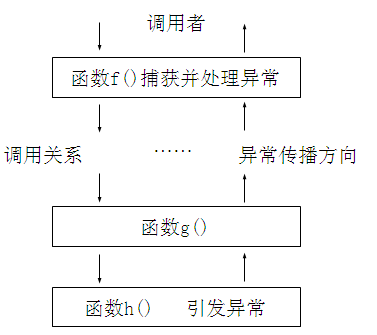 调用者
函数f()捕获并处理异常
调用关系 …… 异常传播方向
函数g()
函数h() 引发异常